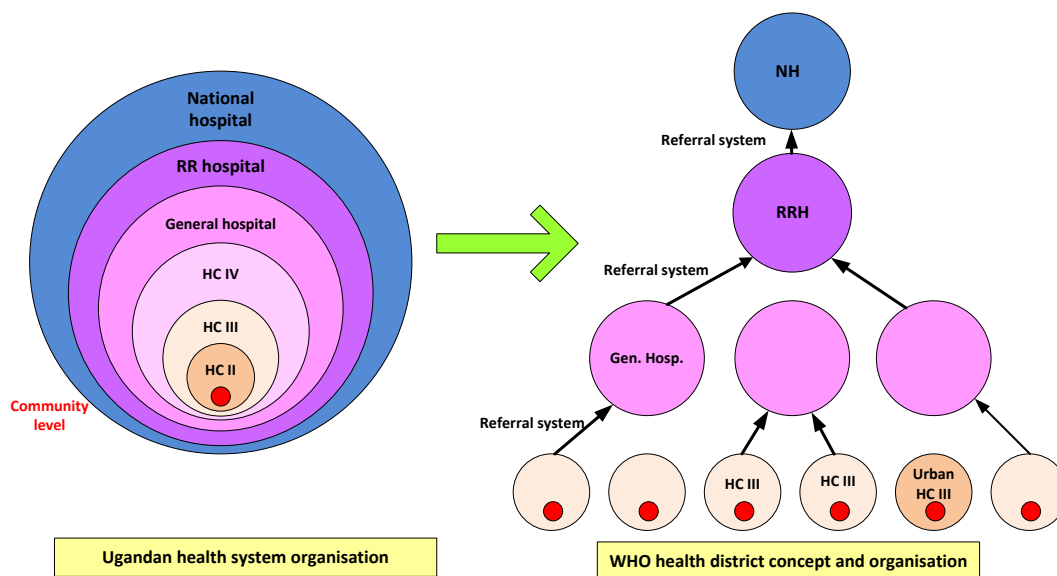 National
hospital
RR hospital
General hospital
HC IV
HC III
HC II
Community
level
Ugandan health system organisation
NH
Referral system
RRH
Referral system
Gen. Hosp.
Referral system
HC III
HC III
Urban
HC III
WHO health district concept and organisation